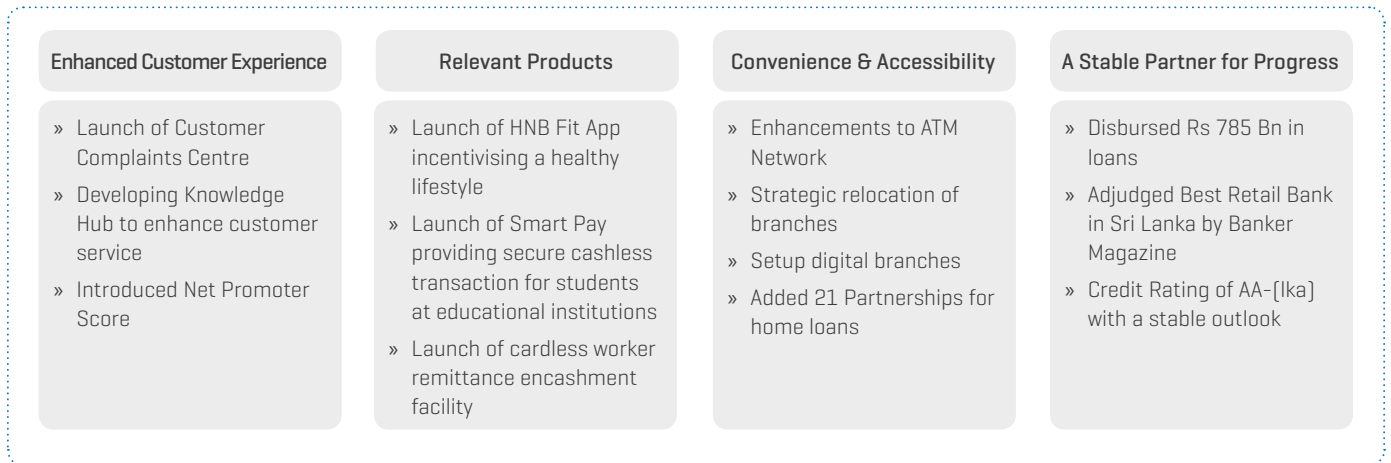 Enhanced Customer Experience
» Launch of Customer
Complaints Centre
» Developing Knowledge
Hub to enhance customer
service
» Introduced Net Promoter
Score
Relevant Products
» Launch of HNB Fit App
incentivising a healthy
lifestyle
» Launch of Smart Pay
providing secure cashless
transaction for students
at educational institutions
» Launch of cardless worker
remittance encashment
facility
Convenience & Accessibility
» Enhancements to ATM
Network
» Strategic relocation of
branches
» Setup digital branches
» Added 21 Partnerships for
home loans
A Stable Partner for Progress
» Disbursed Rs 785 Bn in
loans
» Adjudged Best Retail Bank
in Sri Lanka by Banker
Magazine
» Credit Rating of AA-(lka)
with a stable outlook